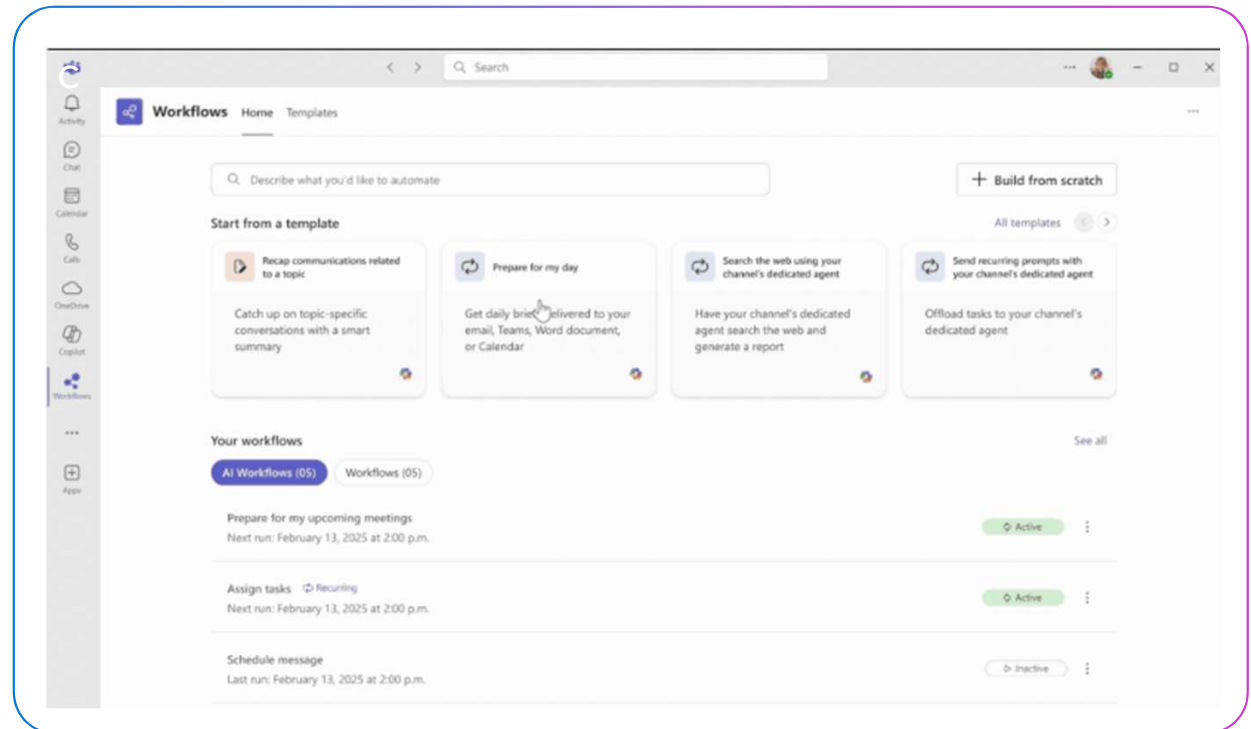 Search
Activity
Chat
Calendar
Calls
OneDrive
Copilot
Workflows
Apps
Workflows Home Templates
Describe what you'd like to automate
+ Build from scratch
Start from a template
All templates
Recap communications related
to a topic
Catch up on topic-specific
conversations with a smart
summary
Prepare for my day
Get daily brie elivered to your
email, Teams, Word document,
or Calendar
Search the web using your
channel's dedicated agent
Have your channel's dedicated
agent search the web and
generate a report
Send recurring prompts with
your channel's dedicated agent
Offload tasks to your channel's
dedicated agent
Your workflows
See all
AI Workflows (05) Workflows (05)
Prepare for my upcoming meetings
Next run: February 13, 2025 at 2:00 p.m.
Active
Assign tasks Recurring
Next run: February 13, 2025 at 2:00 p.m.
Active
Schedule message
Last run: February 13, 2025 at 2:00 p.m.
Inactive